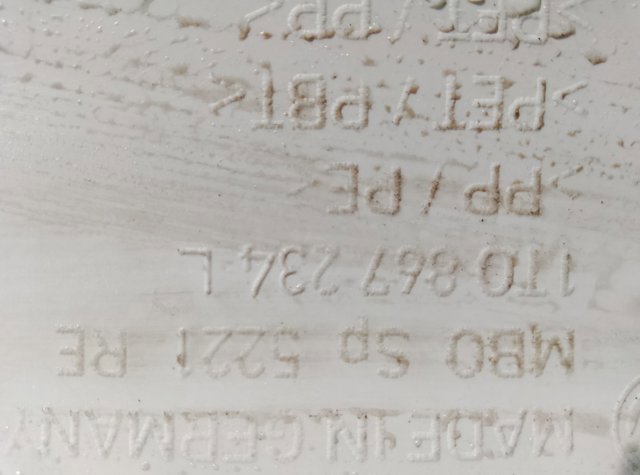 MADE IN GERMANY
MBO Sp 5221 RE
1T0 867 234 L
>PP / PE<
>PET / PBT<
>PET / PP<